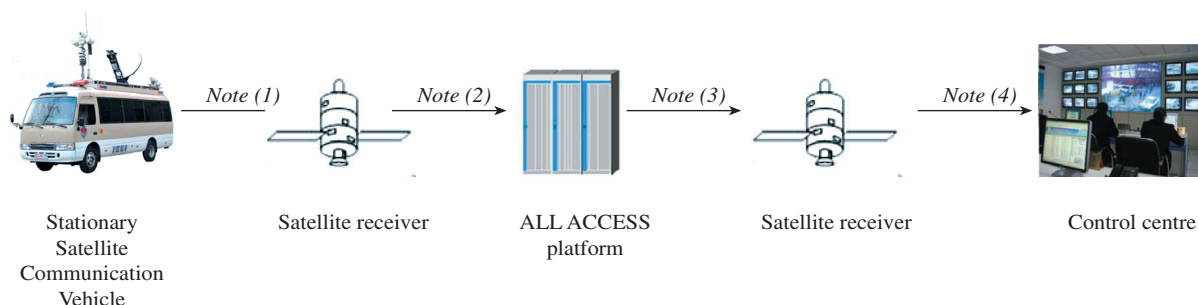 Note (1)
Note (2)
Note (3)
Note (4)
Stationary
Satellite
Communication
Vehicle
Satellite receiver
ALL ACCESS
platform
Satellite receiver
Control centre